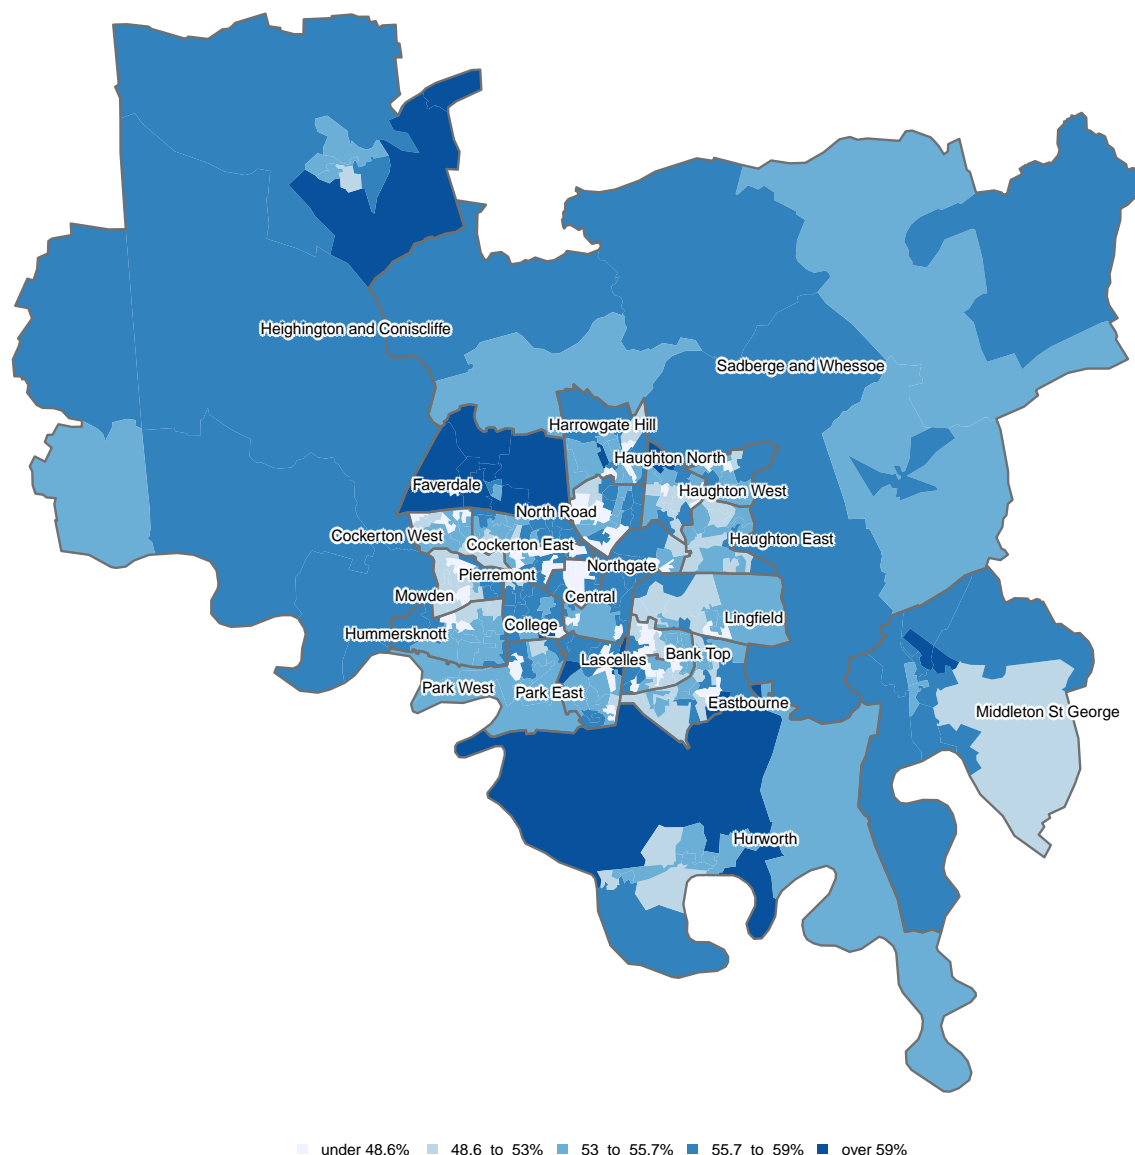 Heighington and Coniscliffe
Sadberge and Whessoe
Harrowgate Hill
Haughton North
Faverdale
Haughton West
North Road
Cockerton West
Haughton East
Cockerton East
Northgate
Pierremont
Mowden
Central
Lingfield
College
Hummersknott
Bank Top
Lascelles
Park West
Park East
Eastbourne
Middleton St George
Hurworth
under 48.6% 48.6 to 53% 53 to 55.7% 55.7 to 59% over 59%